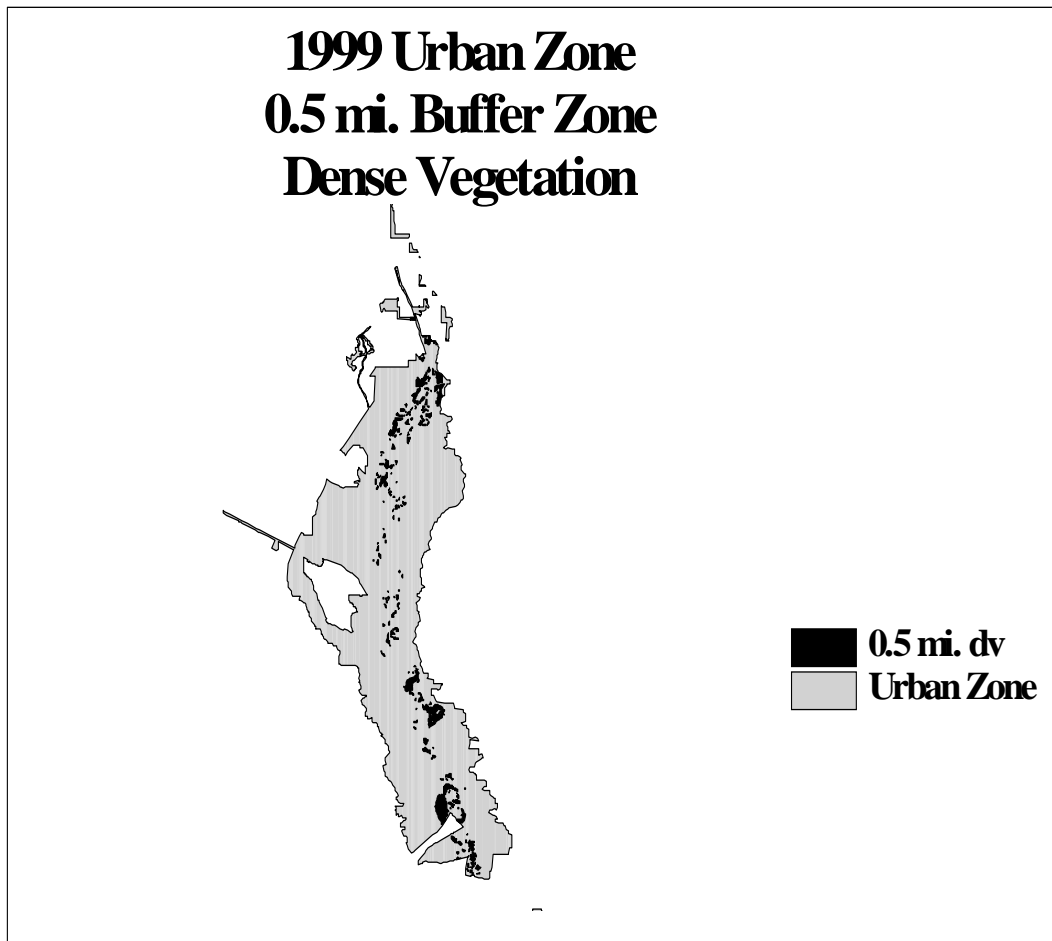 1999 Urban Zone
0.5 mi. Buffer Zone
Dense Vegetation
0.5 mi. dv
Urban Zone